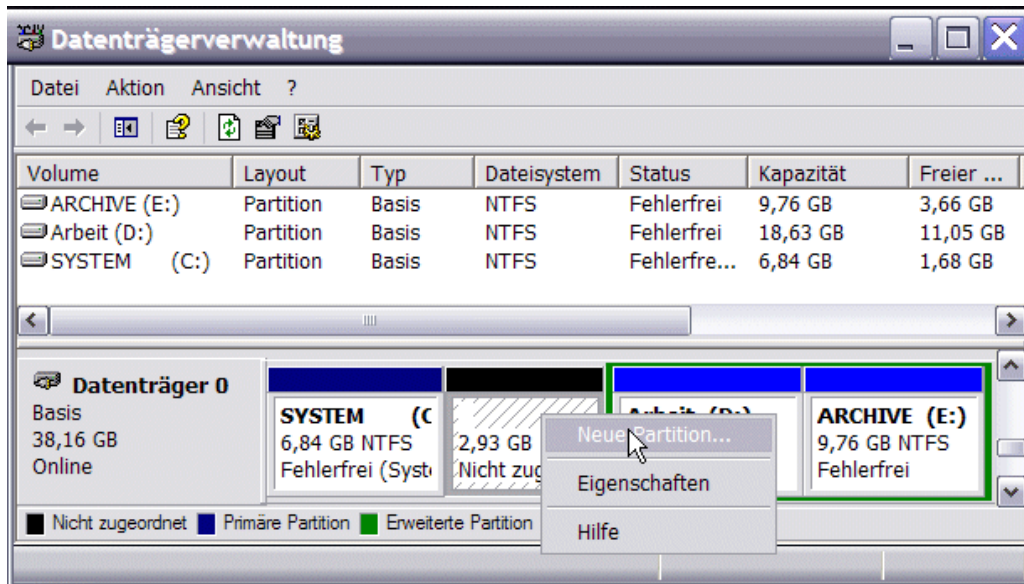 Datenträgerverwaltung
Datei Aktion Ansicht ?
Volume Layout Typ Dateisystem Status Kapazität Freier ...
ARCHIVE (E:) Partition Basis NTFS Fehlerfrei 9,76 GB 3,66 GB
Arbeit (D:) Partition Basis NTFS Fehlerfrei 18,63 GB 11,05 GB
SYSTEM (C:) Partition Basis NTFS Fehlerfre... 6,84 GB 1,68 GB
Datenträger 0
Basis
38,16 GB
Online
SYSTEM (C
6,84 GB NTFS
Fehlerfrei (Syst
2,93 GB
Nicht zug
Arbeit (D:)
ARCHIVE (E:)
9,76 GB NTFS
Fehlerfrei
Neue Partition...
Eigenschaften
Hilfe
Nicht zugeordnet Primäre Partition Erweiterte Partition